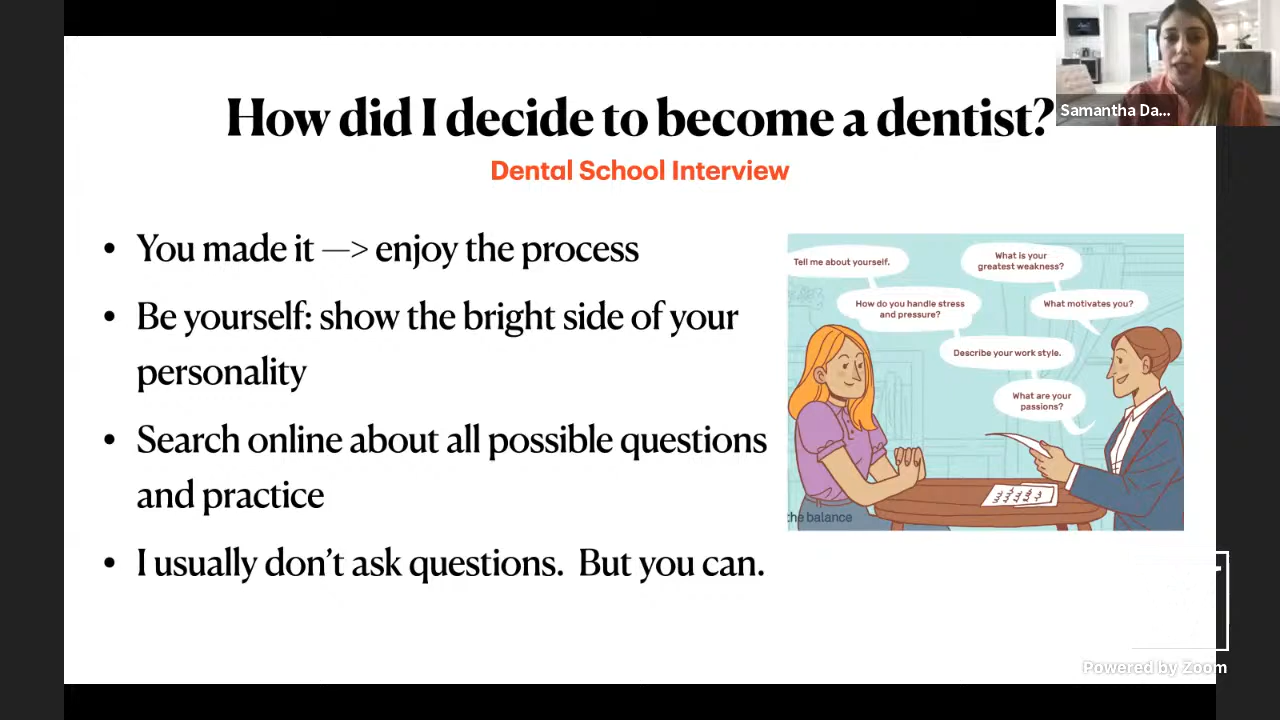 How did I decide to become a dentist?
Samantha Da...
Dental School Interview
• You made it —> enjoy the process
• Be yourself: show the bright side of your
personality
• Search online about all possible questions
and practice
• I usually don't ask questions.  But you can.
Tell me about yourself.
What is your
greatest weakness?
How do you handle stress
and pressure?
What motivates you?
Describe your work style.
What are your
passions?
the balance
Powered by Zoom